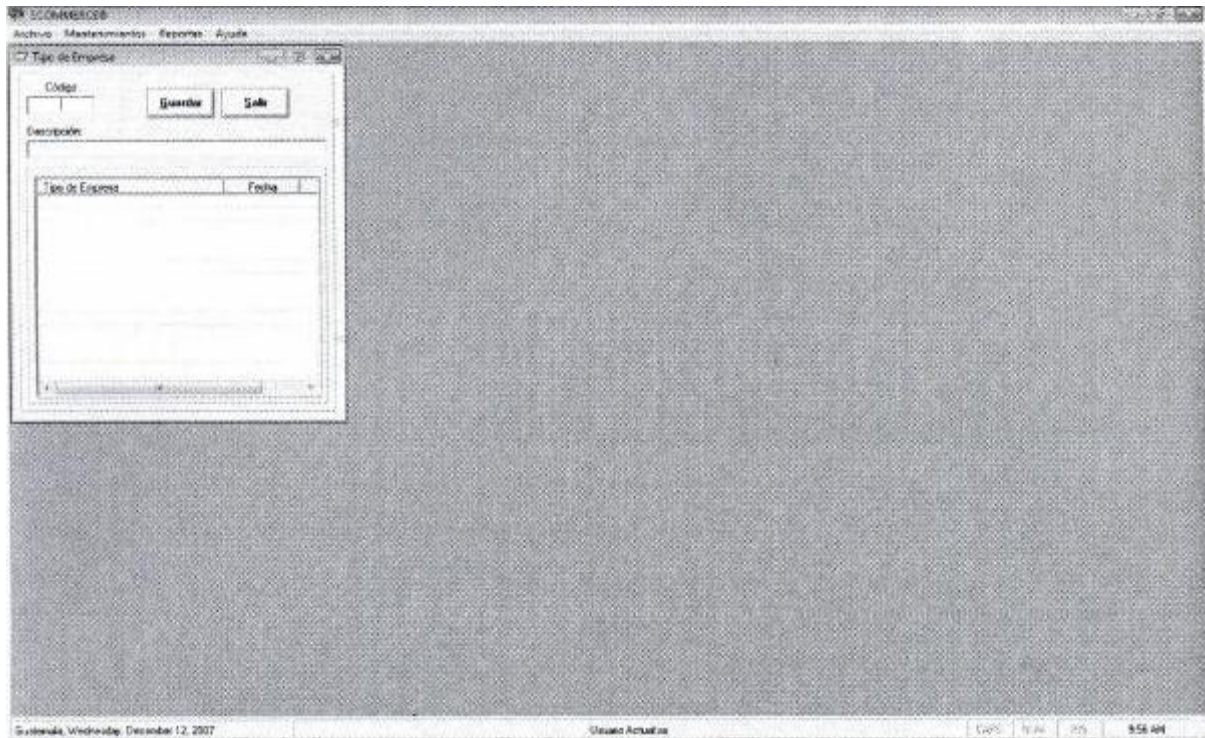 Archivo Mantenimientos Reportes Ayuda
Tipo de Empresa
Código
Guardar Salir
Descripción
Tipo de Empresa Fecha
Guatemala, Wednesday, December 12, 2007 Usuario Actual 9:56 AM